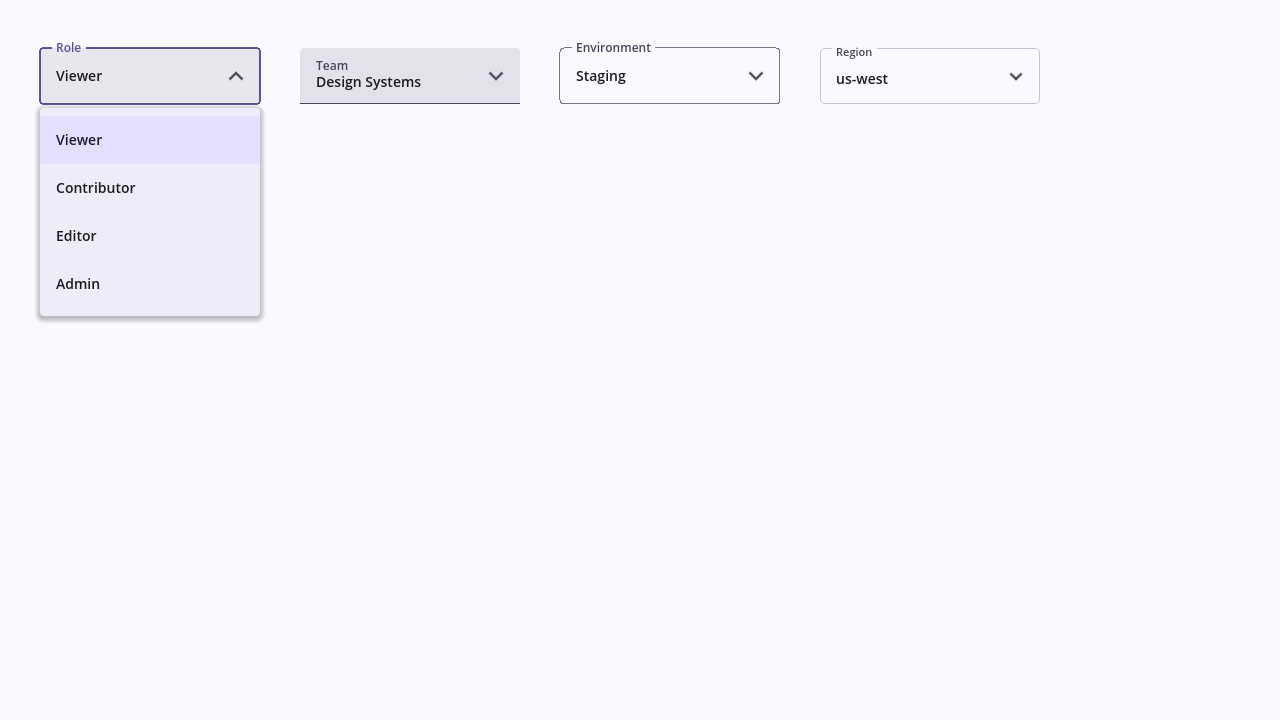 Role
Viewer
Team
Design Systems
Environment
Staging
Region
us-west
Viewer
Contributor
Editor
Admin